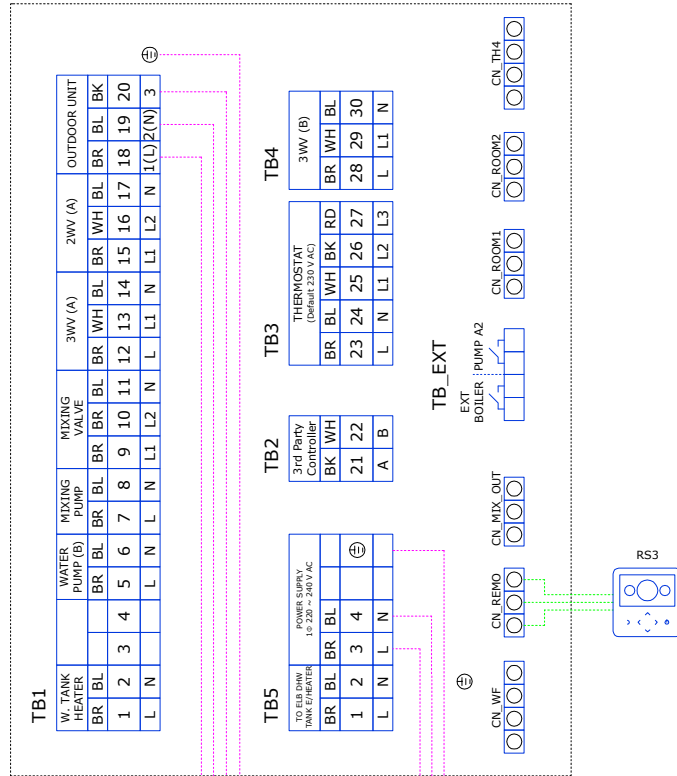 TB1
W. TANK
HEATER
WATER
PUMP (B)
MIXING
PUMP
MIXING
VALVE
3WV (A)
2WV (A)
OUTDOOR UNIT
BR BL BR BL BR BL BR BR BL BR WH BL BR WH BL BR BL BK
1 2 3 4 5 6 7 8 9 10 11 12 13 14 15 16 17 18 19 20
L N L N L N L1 L2 N L L1 N L1 L2 N 1(L) 2(N) 3
TB5
TO ELB DHW
TANK E/HEATER
POWER SUPPLY
1Φ 220 ~ 240 V AC
BR BL BR BL
1 2 3 4
L N L N
TB2
3rd Party
Controller
BK WH
21 22
A B
TB3
THERMOSTAT
(Default 230 V AC)
BR BL WH BK RD
23 24 25 26 27
L N L1 L2 L3
TB4
3WV (B)
BR WH BL
28 29 30
L L1 N
TB_EXT
EXT
BOILER
PUMP A2
CN_WF
CN_REMO
CN_MIX_OUT
CN_ROOM1
CN_ROOM2
CN_TH4
RS3